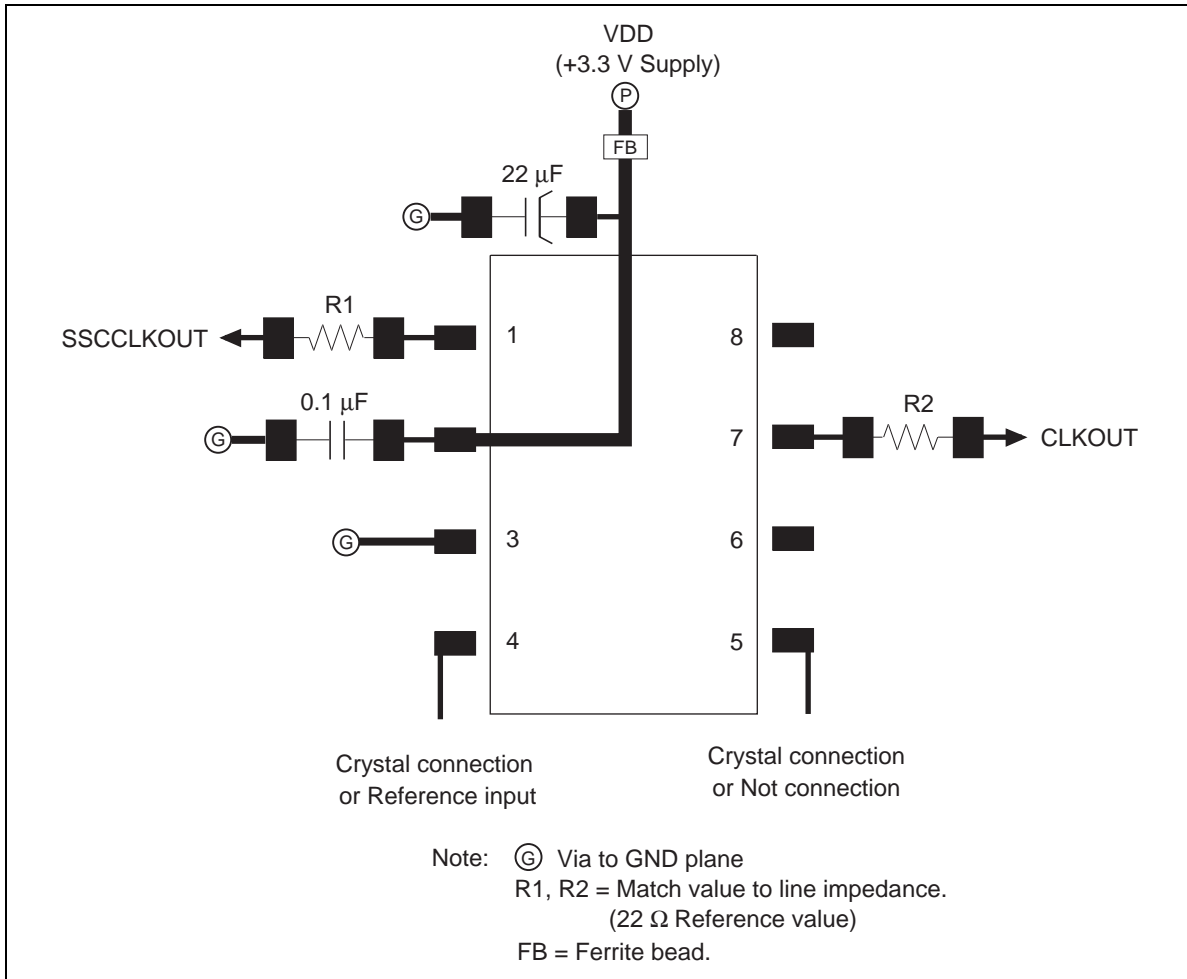 VDD
(+3.3 V Supply)
P
FB
22 μF
G
R1
SSCCLKOUT
1
8
0.1 μF
G
R2
7
CLKOUT
G
3
6
4
5
Crystal connection
or Reference input
Crystal connection
or Not connection
Note: G Via to GND plane
R1, R2 = Match value to line impedance.
(22 Ω Reference value)
FB = Ferrite bead.